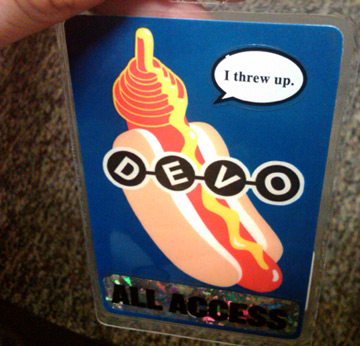 I threw up.
DEVO
ALL ACCESS